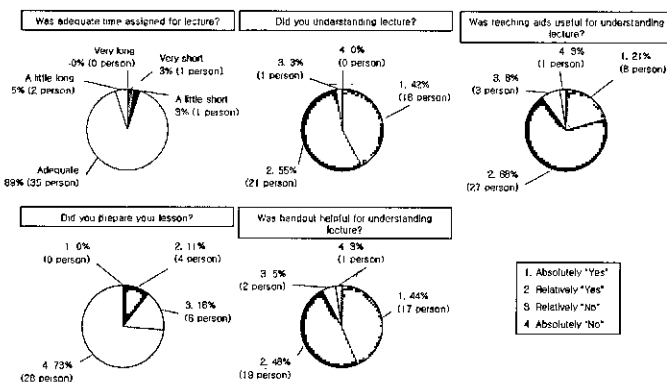 Was adequate time assigned for lecture?
Very long
0% (0 person)
Very short
3% (1 person)
A little long
5% (2 person)
A little short
3% (1 person)
Adequate
89% (35 person)
Did you understanding lecture?
4. 0%
(0 person)
3. 3%
(1 person)
1. 42%
(16 person)
2. 55%
(21 person)
Was teaching aids useful for understanding
lecture?
4. 3%
(1 person)
1. 21%
(8 person)
3. 8%
(3 person)
2. 68%
(27 person)
Did you prepare your lesson?
1. 0%
(0 person)
2. 11%
(4 person)
3. 16%
(6 person)
4. 73%
(28 person)
Was handout helpful for understanding
lecture?
4. 3%
(1 person)
3. 5%
(2 person)
1. 44%
(17 person)
2. 48%
(19 person)
1. Absolutely "Yes"
2 Relatively "Yes"
3 Relatively "No"
4 Absolutely "No"